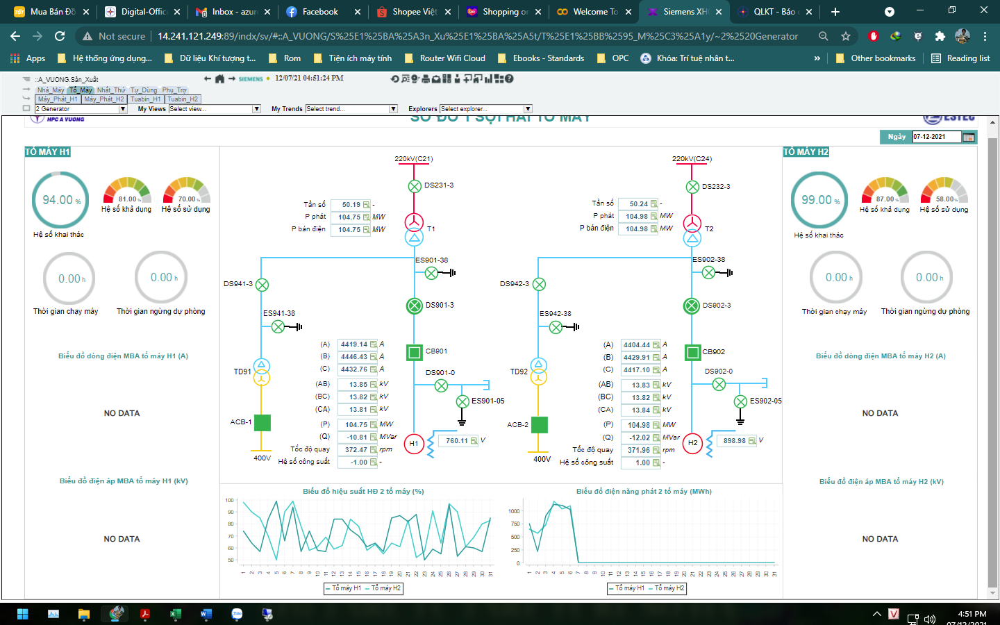 Mua Bán Đồ
Digital-Offic
Inbox - azur
Facebook
Shopee Việt
Shopping or
Welcome To
Siemens XH
QLKT - Báo
Not secure
14.241.121.249:89/indx/sv/#::A_VUONG/S%25E1%25BA%25A3n_Xu%25E1%25BA%25A5t/T%25E1%25BB%2595_M%25C3%25A1y/~2%2520Generator
Apps
Hệ thống ứng dụng...
Dữ liệu Khí tượng t...
Rom
Tiện ích máy tính
Router Wifi Cloud
Ebooks - Standards
OPC
Khóa: Trí tuệ nhân t...
»
Other bookmarks
Reading list
::A_VUONG.Sản_Xuất
SIEMENS
12/07/21 04:51:24 PM
Nhà_Máy
Tổ_Máy
Nhất_Thứ
Tự_Dùng
Phụ_Trợ
Máy_Phát_H1
Máy_Phát_H2
Tuabin_H1
Tuabin_H2
2 Generator
My Views
Select view...
My Trends
Select trend...
Explorers
Select explorer...
HPC A VUONG
SƠ ĐỒ 1 SỢI HAI TỔ MÁY
ESTEC
Ngày
07-12-2021
TỔ MÁY H1
94.00 %
81.00 %
70.00 %
Hệ số khả dụng
Hệ số sử dụng
Hệ số khai thác
0.00 h
0.00 h
Thời gian chạy máy
Thời gian ngừng dự phòng
Biểu đồ dòng điện MBA tổ máy H1 (A)
NO DATA
Biểu đồ điện áp MBA tổ máy H1 (kV)
NO DATA
220kV(C21)
DS231-3
Tần số
50.19
-
P phát
104.75
MW
P bán điện
104.75
MW
T1
ES901-38
DS941-3
DS901-3
ES941-38
(A)
4419.14
A
(B)
4446.43
A
(C)
4432.76
A
CB901
TD91
DS901-0
(AB)
13.85
kV
(BC)
13.82
kV
(CA)
13.81
kV
ES901-05
ACB-1
(P)
104.75
MW
(Q)
-10.81
MVar
H1
760.11
V
Tốc độ quay
372.47
rpm
Hệ số công suất
-1.00
-
400V
220kV(C24)
DS232-3
Tần số
50.24
-
P phát
104.98
MW
P bán điện
104.98
MW
T2
ES902-38
DS942-3
DS902-3
ES942-38
(A)
4404.44
A
(B)
4429.91
A
(C)
4417.10
A
CB902
TD92
DS902-0
(AB)
13.83
kV
(BC)
13.82
kV
(CA)
13.84
kV
ES902-05
ACB-2
(P)
104.98
MW
(Q)
-12.02
MVar
H2
898.98
V
Tốc độ quay
371.96
rpm
Hệ số công suất
1.00
-
400V
TỔ MÁY H2
99.00 %
87.00 %
58.00 %
Hệ số khả dụng
Hệ số sử dụng
Hệ số khai thác
0.00 h
0.00 h
Thời gian chạy máy
Thời gian ngừng dự phòng
Biểu đồ dòng điện MBA tổ máy H2 (A)
NO DATA
Biểu đồ điện áp MBA tổ máy H2 (kV)
NO DATA
Biểu đồ hiệu suất HĐ 2 tổ máy (%)
100
90
80
70
60
50
1 2 3 4 5 6 7 8 9 10 11 12 13 14 15 16 17 18 19 20 21 22 23 24 25 26 27 28 29 30 31
Tổ máy H1
Tổ máy H2
Biểu đồ điện năng phát 2 tổ máy (MWh)
1000
750
500
250
0
1 2 3 4 5 6 7 8 9 10 11 12 13 14 15 16 17 18 19 20 21 22 23 24 25 26 27 28 29 30 31
Tổ máy H1
Tổ máy H2
Zalo
V
4:51 PM
07/12/2021